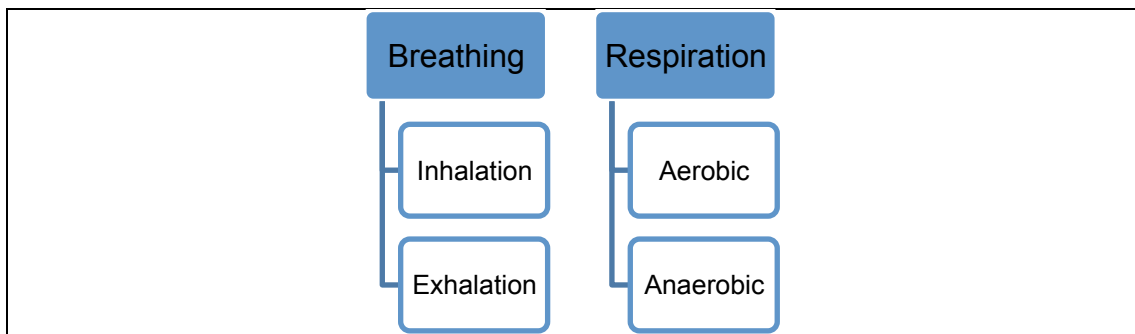 Breathing
Inhalation
Exhalation
Respiration
Aerobic
Anaerobic